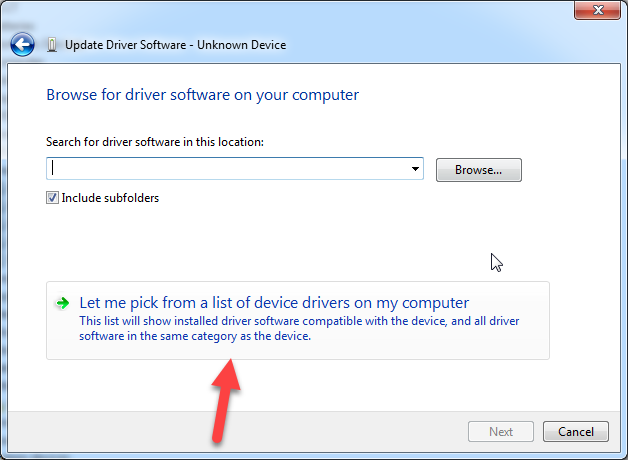 Update Driver Software - Unknown Device
Browse for driver software on your computer
Search for driver software in this location:
Browse...
Include subfolders
Let me pick from a list of device drivers on my computer
This list will show installed driver software compatible with the device, and all driver
software in the same category as the device.
Next
Cancel